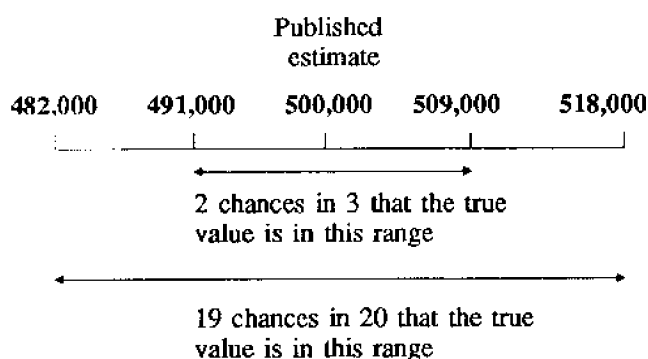 Published
estimate
482,000 491,000 500,000 509,000 518,000
2 chances in 3 that the true
value is in this range
19 chances in 20 that the true
value is in this range